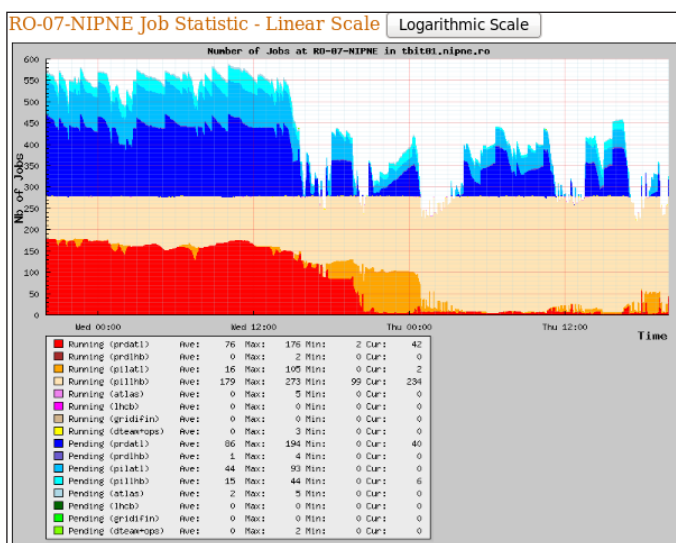 RO-07-NIPNE Job Statistic - Linear Scale Logarithmic Scale
Number of Jobs at RO-07-NIPNE in tbit01.nipne.ro
600
550
500
450
400
350
300
250
200
150
100
50
0
Nb of Jobs
Wed 00:00 Wed 12:00 Thu 00:00 Thu 12:00
Time
Running (prdatl) Ave: 76 Max: 176 Min: 2 Cur: 42
Running (prdlhb) Ave: 0 Max: 2 Min: 0 Cur: 0
Running (pilatl) Ave: 16 Max: 105 Min: 0 Cur: 2
Running (pillhb) Ave: 179 Max: 273 Min: 99 Cur: 234
Running (atlas) Ave: 0 Max: 5 Min: 0 Cur: 0
Running (lhcb) Ave: 0 Max: 0 Min: 0 Cur: 0
Running (gridifin) Ave: 0 Max: 0 Min: 0 Cur: 0
Running (dteam+ops) Ave: 0 Max: 3 Min: 0 Cur: 0
Pending (prdatl) Ave: 86 Max: 194 Min: 0 Cur: 40
Pending (prdlhb) Ave: 1 Max: 4 Min: 0 Cur: 0
Pending (pilatl) Ave: 44 Max: 93 Min: 0 Cur: 0
Pending (pillhb) Ave: 15 Max: 44 Min: 0 Cur: 6
Pending (atlas) Ave: 2 Max: 5 Min: 0 Cur: 0
Pending (lhcb) Ave: 0 Max: 0 Min: 0 Cur: 0
Pending (gridifin) Ave: 0 Max: 0 Min: 0 Cur: 0
Pending (dteam+ops) Ave: 0 Max: 2 Min: 0 Cur: 0